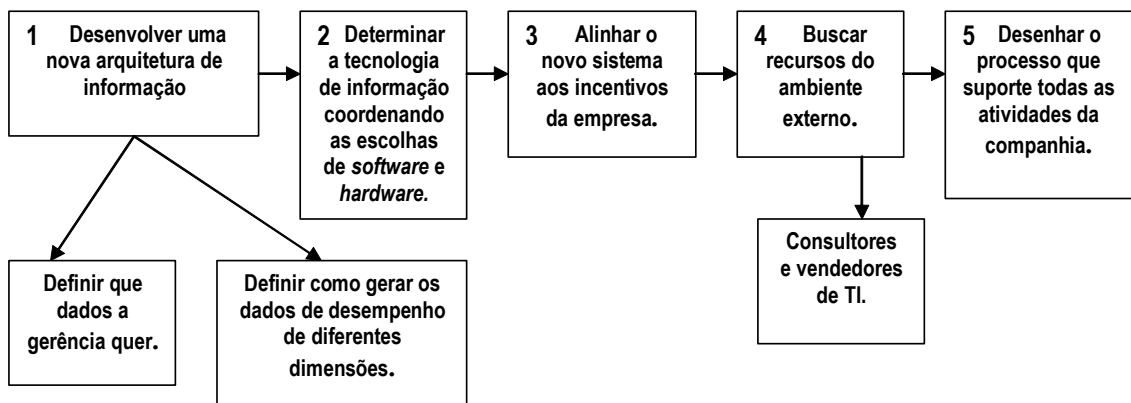 1 Desenvolver uma
nova arquitetura de
informação
2 Determinar
a tecnologia
de informação
coordenando
as escolhas
de software e
hardware.
3 Alinhar o
novo sistema
aos incentivos
da empresa.
4 Buscar
recursos do
ambiente
externo.
5 Desenhar o
processo que
suporte todas as
atividades da
companhia.
Definir que
dados a
gerência quer.
Definir como gerar os
dados de desempenho
de diferentes
dimensões.
Consultores
e vendedores
de TI.